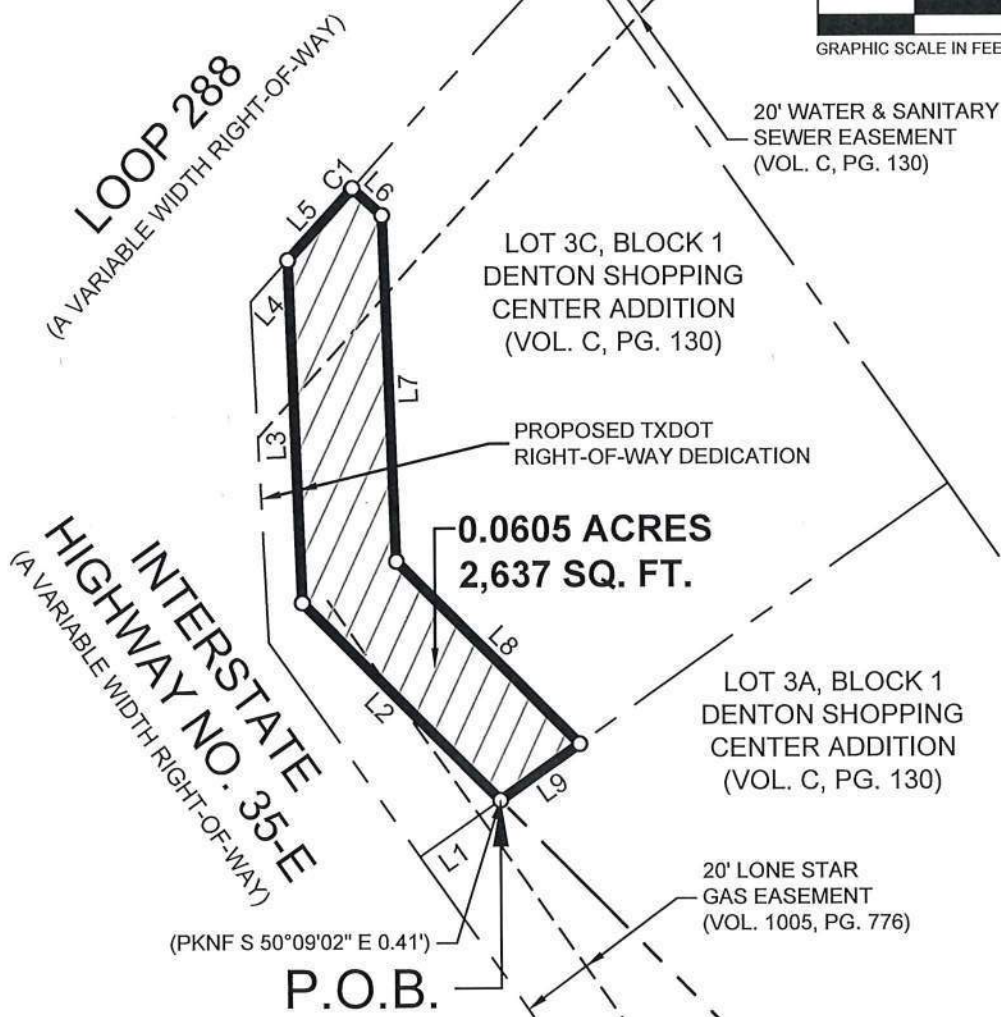 GRAPHIC SCALE IN FEE
LOOP 288
(A VARIABLE WIDTH RIGHT-OF-WAY)
20' WATER & SANITARY
SEWER EASEMENT
(VOL. C, PG. 130)
C1
L6
L5
LOT 3C, BLOCK 1
DENTON SHOPPING
CENTER ADDITION
(VOL. C, PG. 130)
L4
L7
L3
PROPOSED TXDOT
RIGHT-OF-WAY DEDICATION
0.0605 ACRES
2,637 SQ. FT.
INTERSTATE
HIGHWAY NO. 35-E
(A VARIABLE WIDTH RIGHT-OF-WAY)
L8
L2
LOT 3A, BLOCK 1
DENTON SHOPPING
CENTER ADDITION
(VOL. C, PG. 130)
L9
L1
20' LONE STAR
GAS EASEMENT
(VOL. 1005, PG. 776)
(PKNF S 50°09'02" E 0.41')
P.O.B.